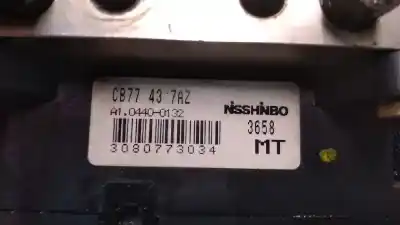 CB77 43 7AZ
NISSHINBO
A1.0440-0132
3658
3080773034
MT